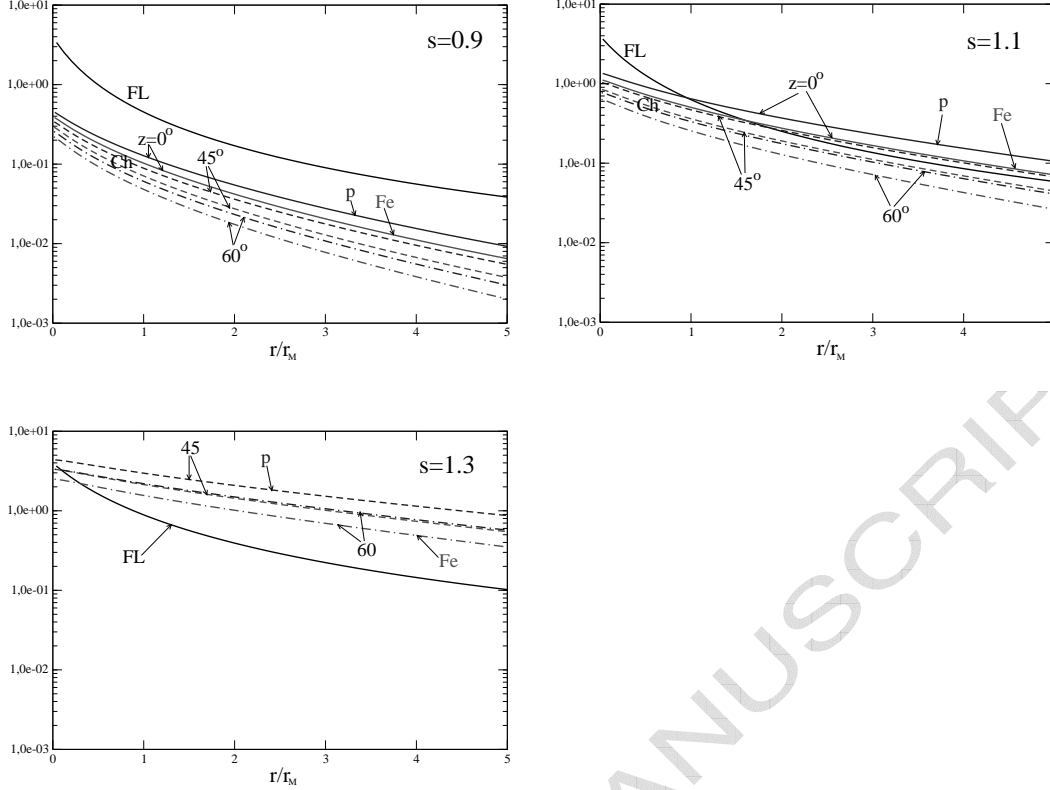 1,0e+01
s=0.9
FL
1,0e+00
z=0°
Ch
45°
1,0e-01
p
Fe
1,0e-02
60°
1,0e-03
0 1 2 3 4 5
r/rM
1,0e+01
s=1.1
FL
1,0e+00
z=0°
Ch
p
Fe
1,0e-01
45°
60°
1,0e-02
1,0e-03
0 1 2 3 4
r/rM
1,0e+01
45
p
s=1.3
1,0e+00
FL
60
Fe
1,0e-01
1,0e-02
1,0e-03
0 1 2 3 4 5
r/rM
ANUSCRIP